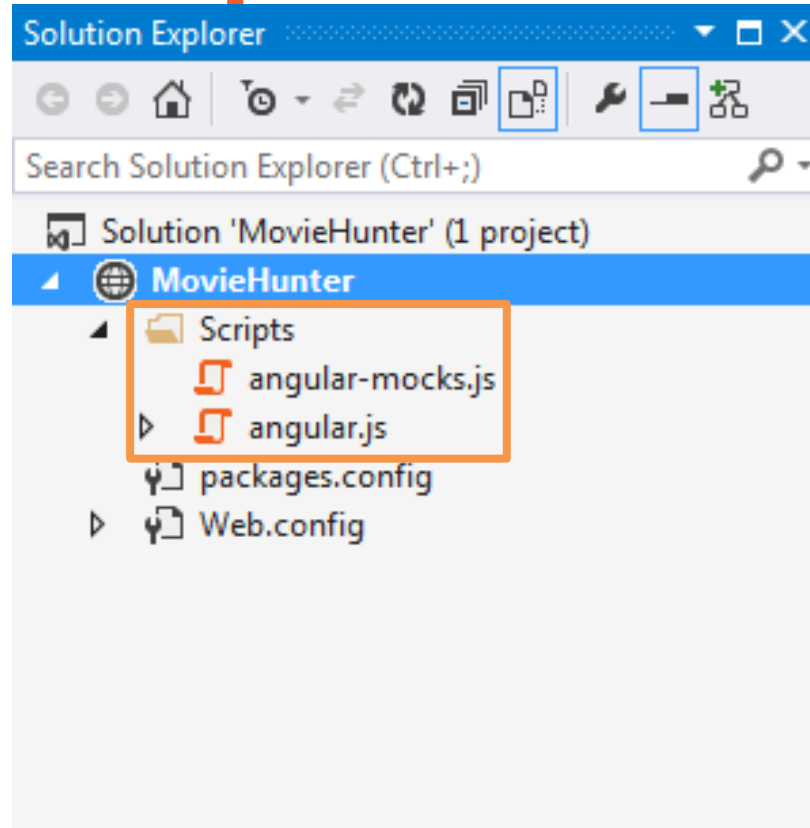 Solution Explorer
Search Solution Explorer (Ctrl+;)
Solution 'MovieHunter' (1 project)
MovieHunter
Scripts
angular-mocks.js
angular.js
packages.config
Web.config